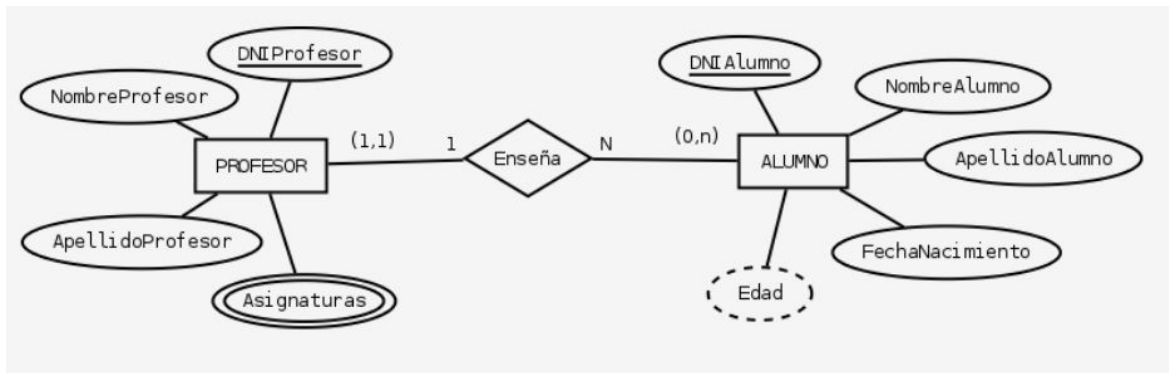 DNIProfesor
NombreProfesor
PROFESOR
(1,1)
1
Enseña
N
(0,n)
ApellidoProfesor
Asignaturas
DNIAlumno
NombreAlumno
ALUMNO
ApellidoAlumno
FechaNacimiento
Edad